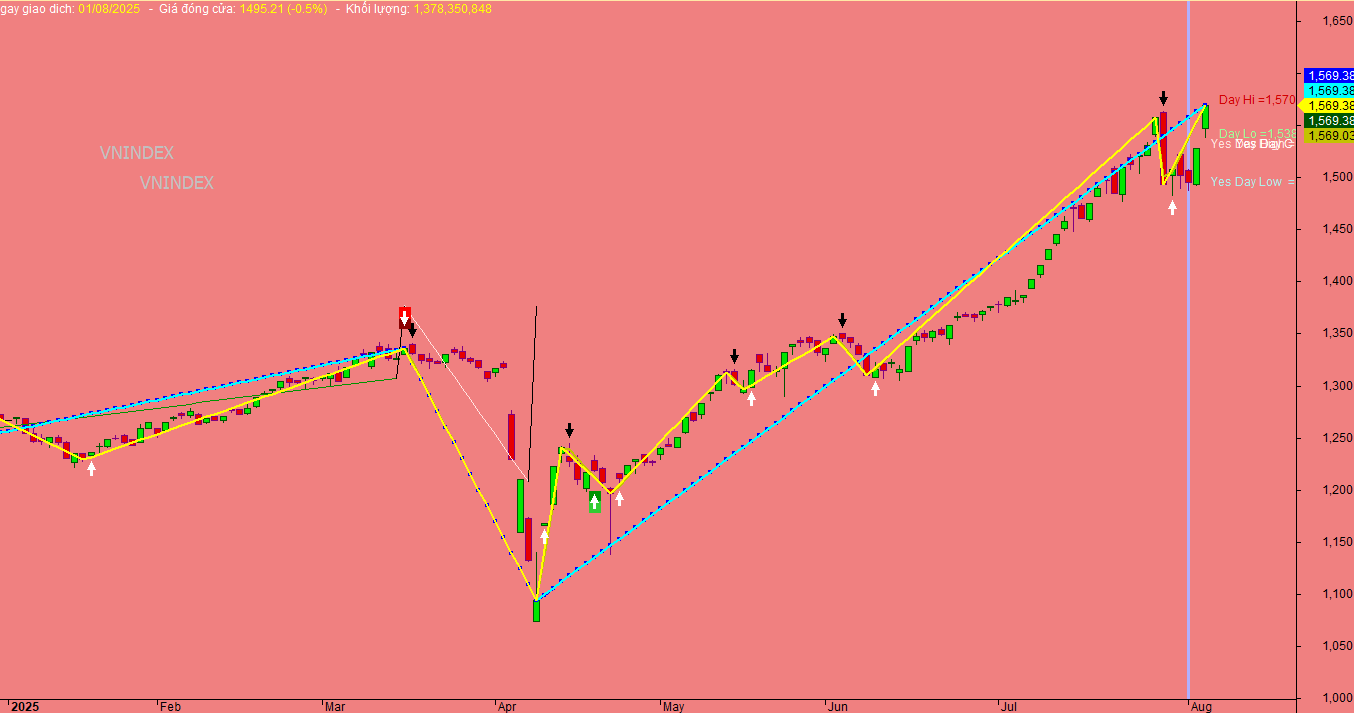 gay giao dich: 01/08/2025 - Giá đóng cửa: 1495.21 (-0.5%) - Khối lượng: 1,378,350,848
1,650
1,569.38
1,569.38
Day Hi =1,570
1,569.38
1,569.38
Day Lo =1,538
1,569.03
Yes Day High
VNINDEX
1,500
Yes Day Low =
VNINDEX
1,450
1,400
1,350
1,300
1,250
1,200
1,150
1,100
1,050
1,000
2025 Feb Mar Apr May Jun Jul Aug